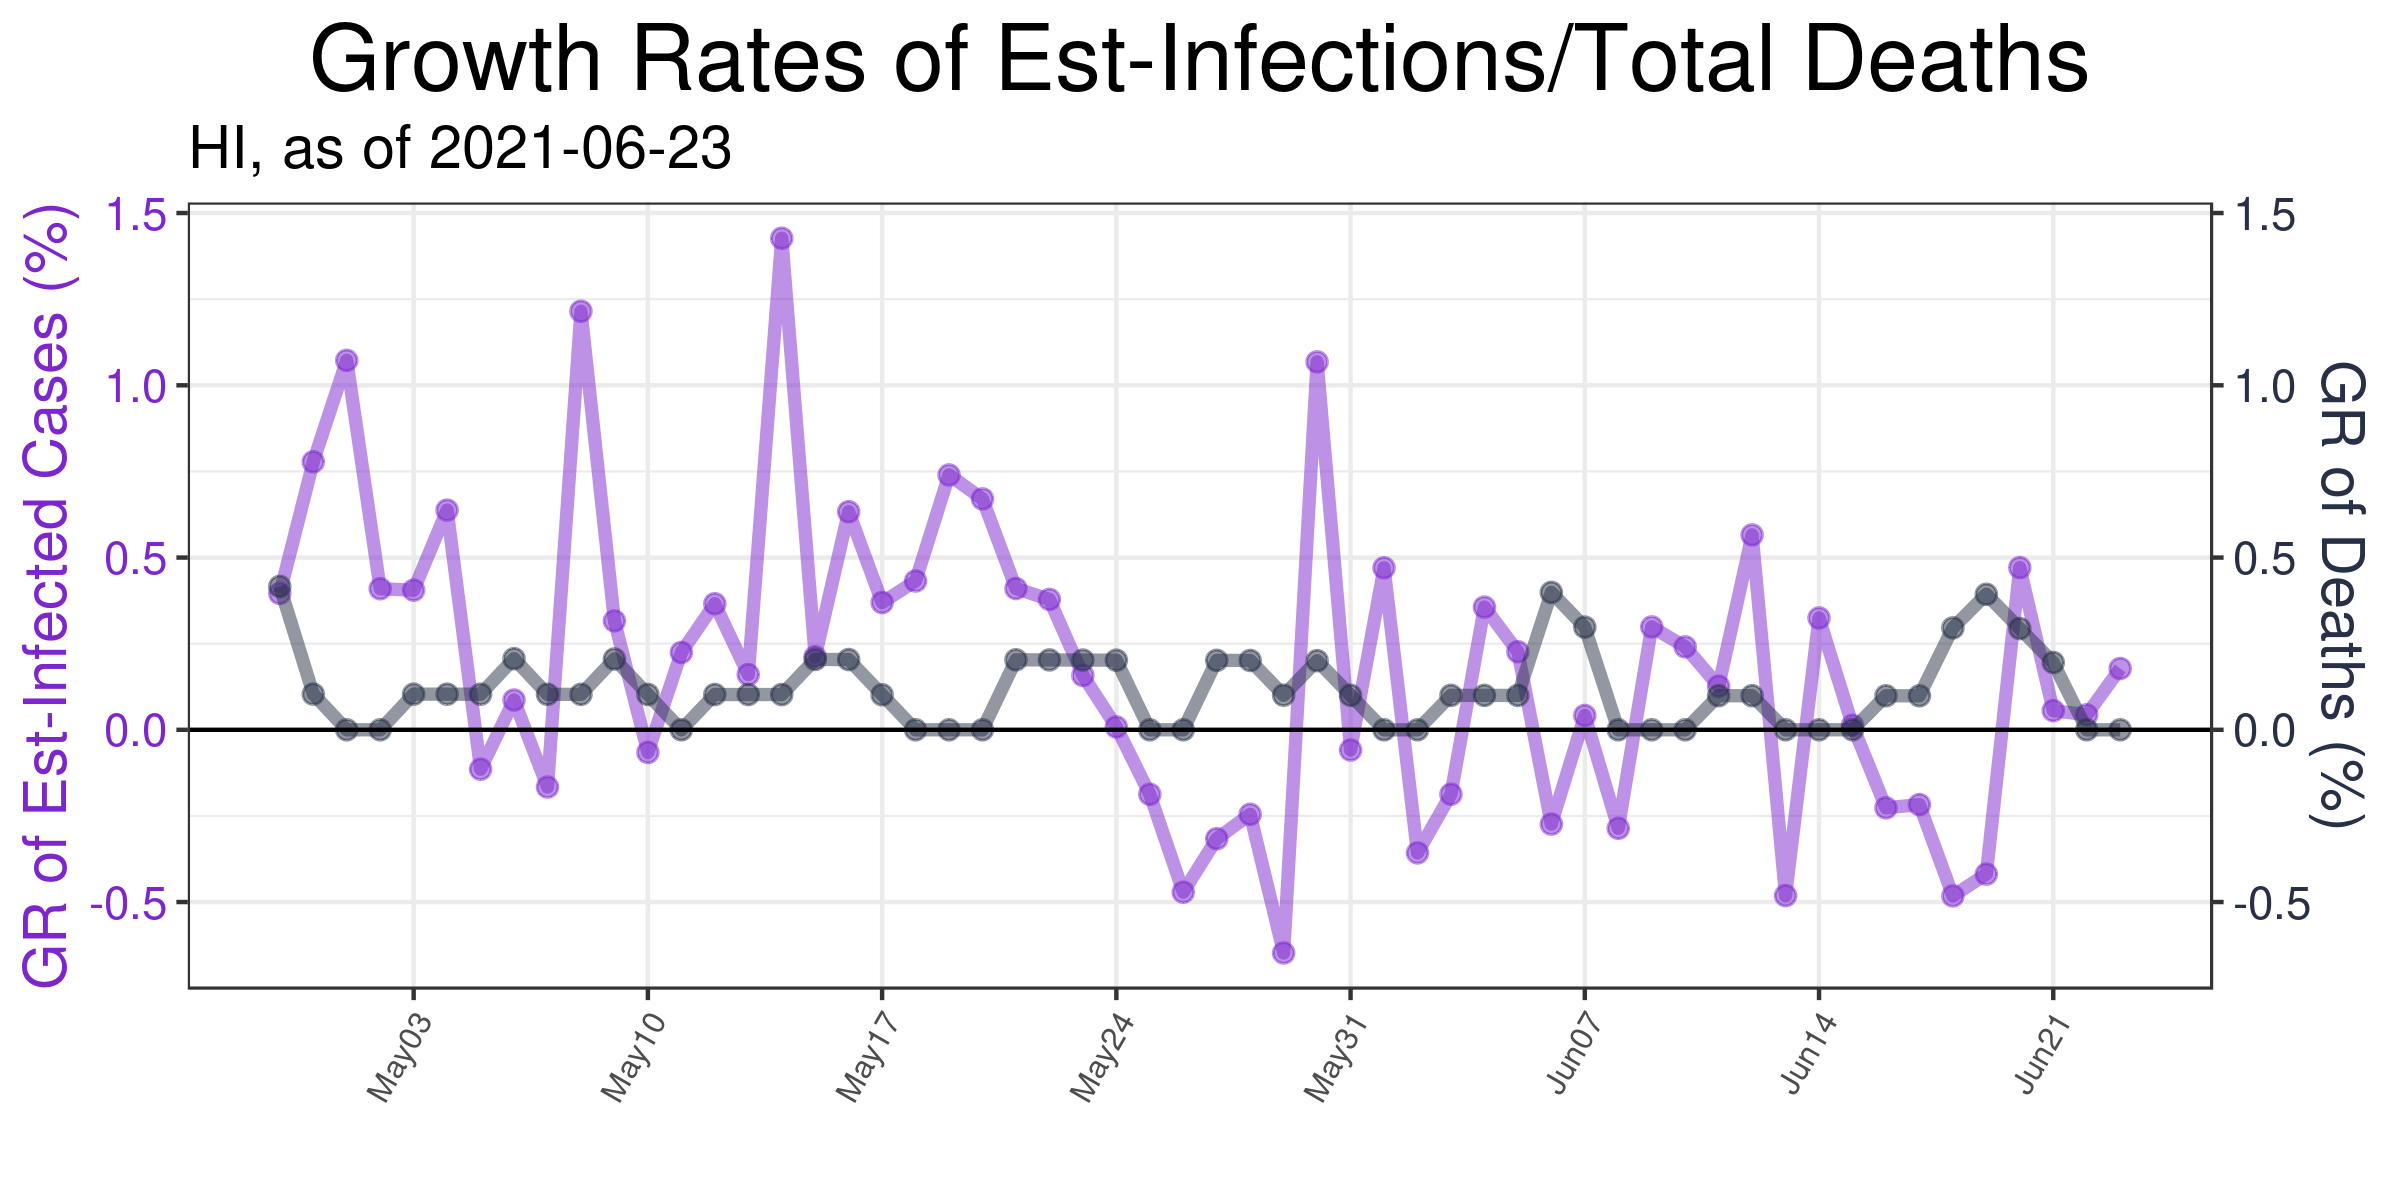 Growth Rates of Est-Infections/Total Deaths
HI, as of 2021-06-23
GR of Est-Infected Cases (%)
1.5
1.0
0.5
0.0
-0.5
1.5
1.0
0.5
0.0
-0.5
GR of Deaths (%)
May03
May10
May17
May24
May31
Jun07
Jun14
Jun21